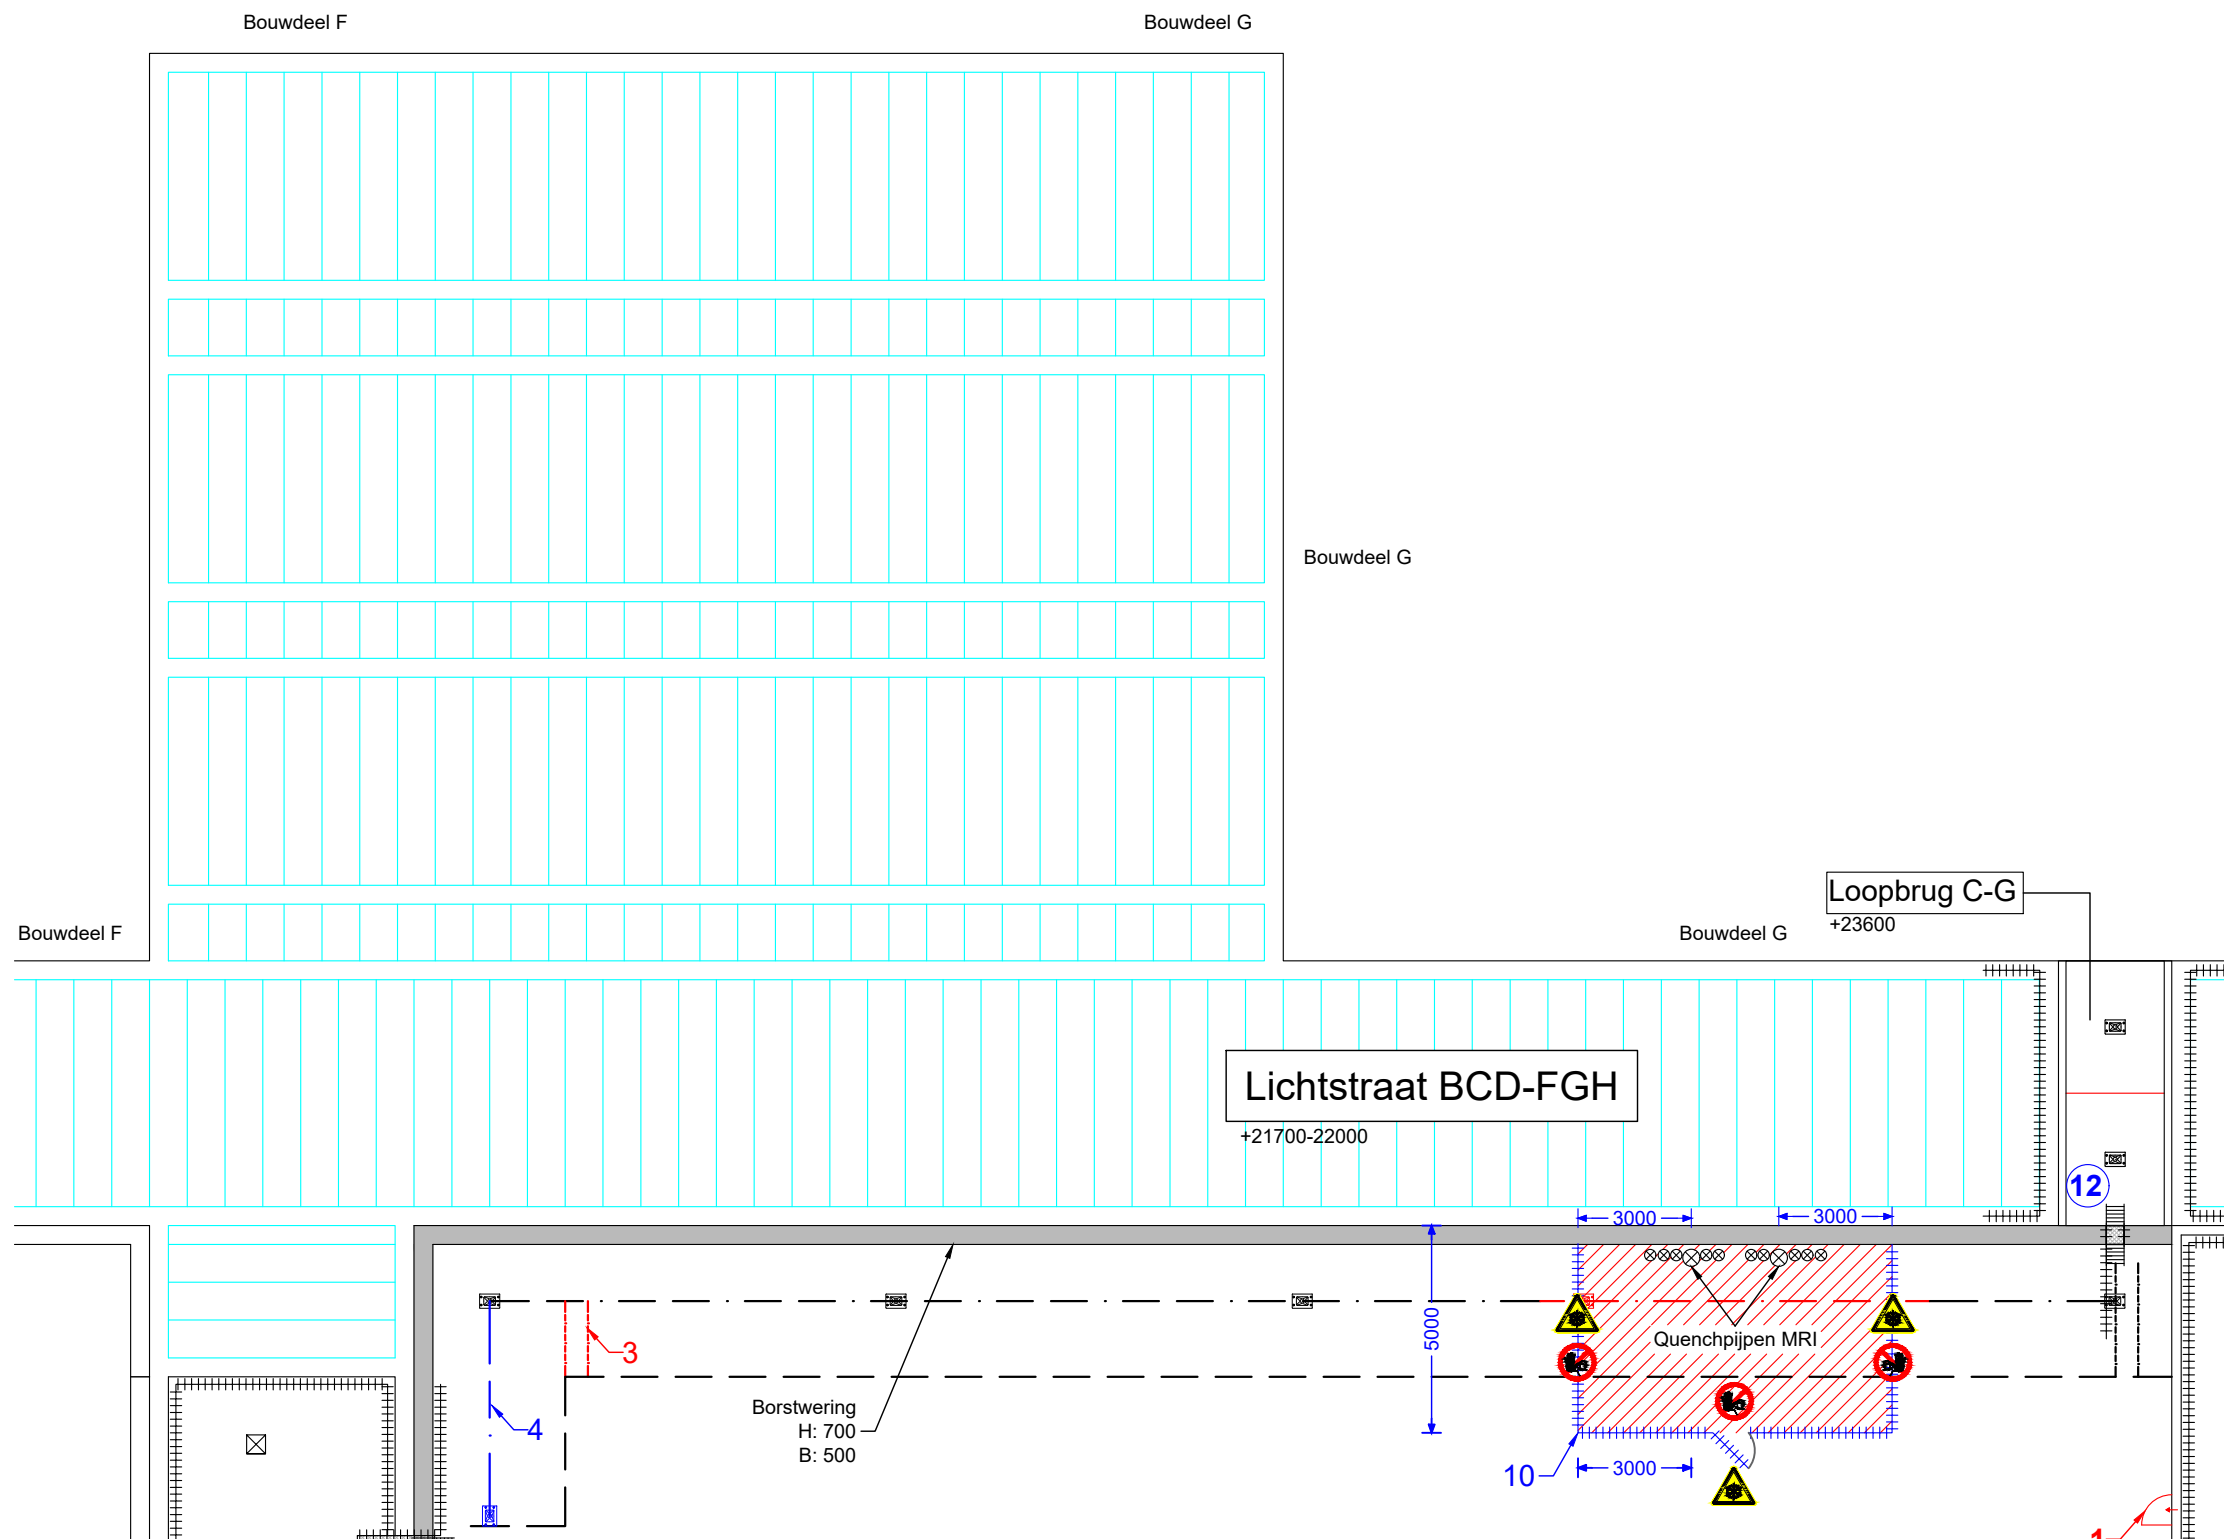 Bouwdeel F
Bouwdeel G
Bouwdeel G
Loopbrug C-G
+23600
Bouwdeel F
Bouwdeel G
Lichtstraat BCD-FGH
+21700-22000
12
3000
3000
5000
Quenchpijpen MRI
3
Borstwering
H: 700
B: 500
4
10
3000
1